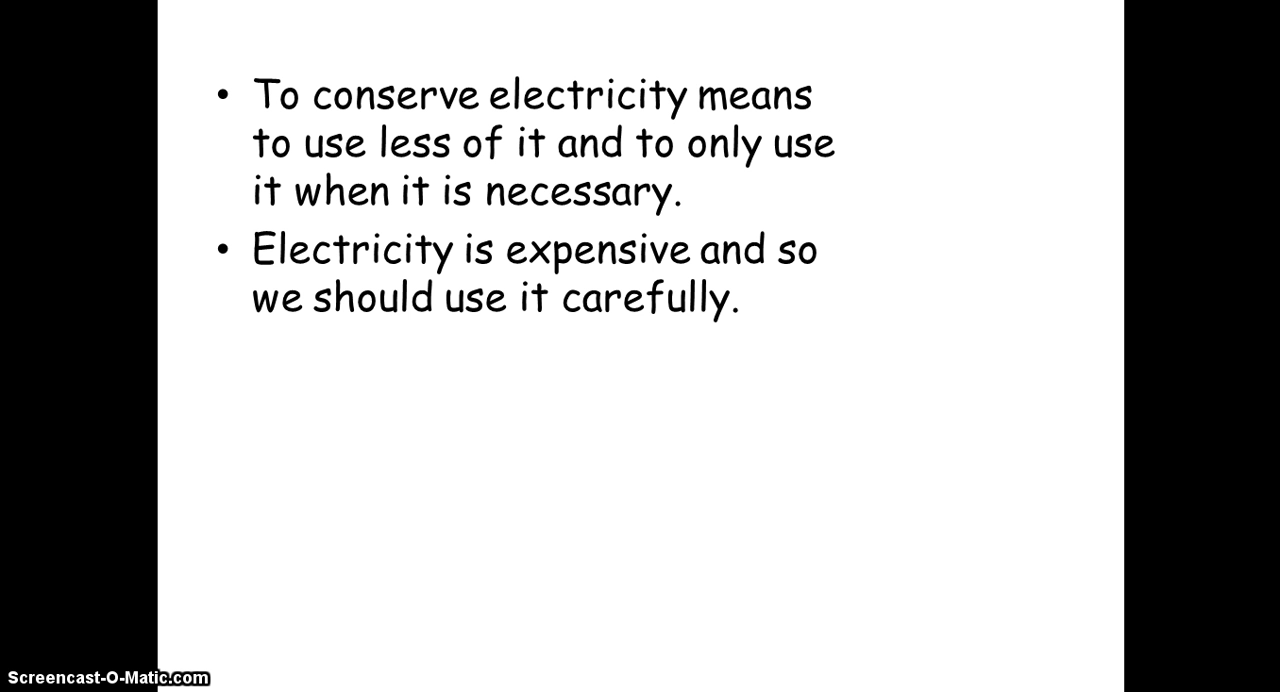 • To conserve electricity means
to use less of it and to only use
it when it is necessary.
• Electricity is expensive and so
we should use it carefully.
Screencast-O-Matic.com